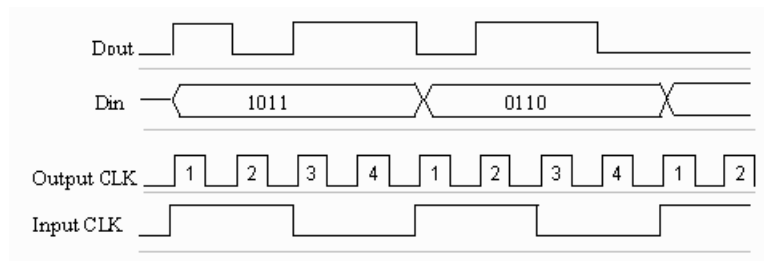 Dout
Din 1011 0110
Output CLK 1 2 3 4 1 2 3 4 1 2
Input CLK